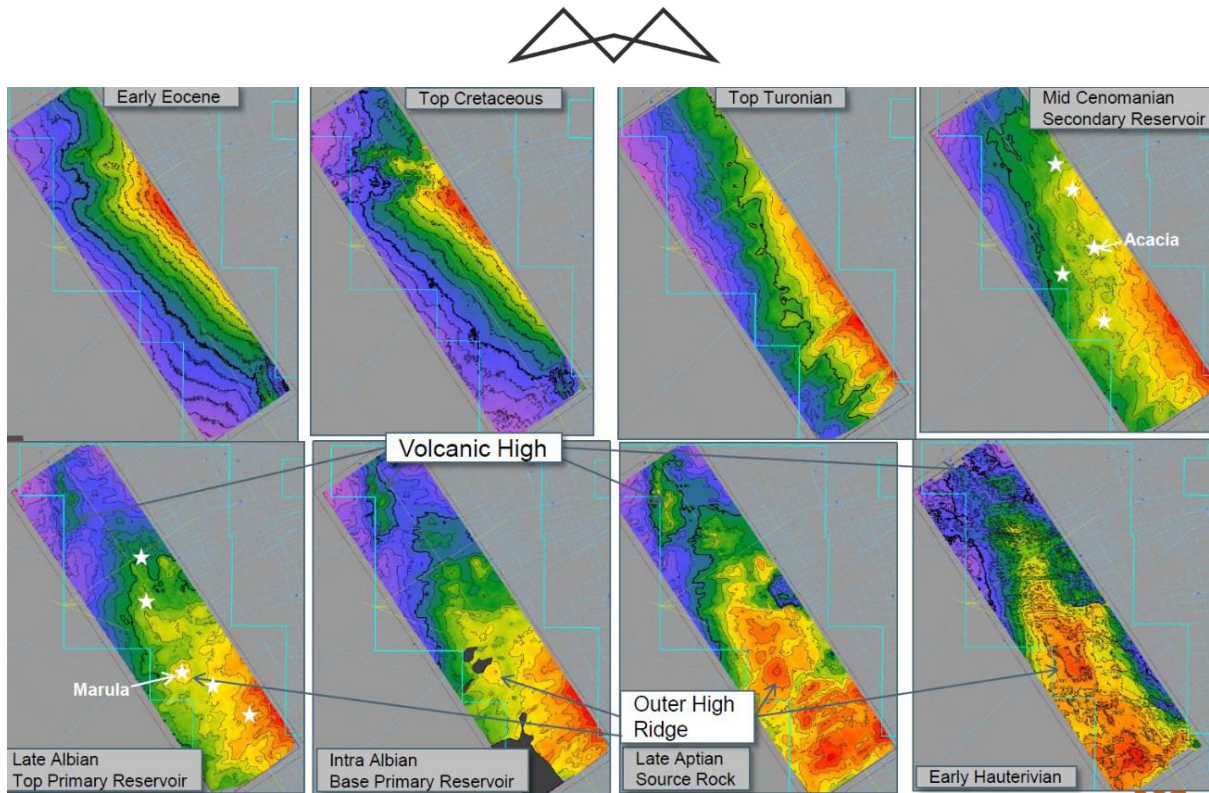 Early Eocene
Top Cretaceous
Top Turonian
Mid Cenomanian
Secondary Reservoir
Acacia
Volcanic High
Marula
Outer High
Ridge
Late Albian
Top Primary Reservoir
Intra Albian
Base Primary Reservoir
Late Aptian
Source Rock
Early Hauterivian